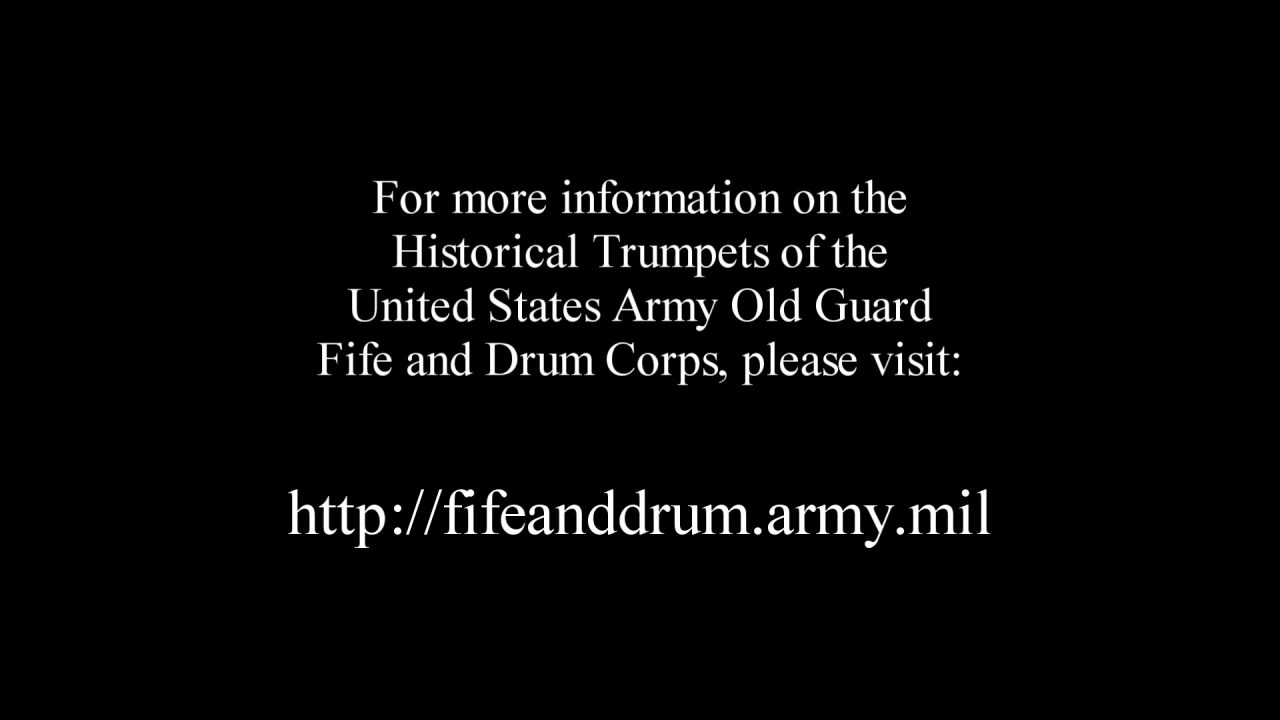 For more information on the
Historical Trumpets of the
United States Army Old Guard
Fife and Drum Corps, please visit:
http://fifeanddrum.army.mil